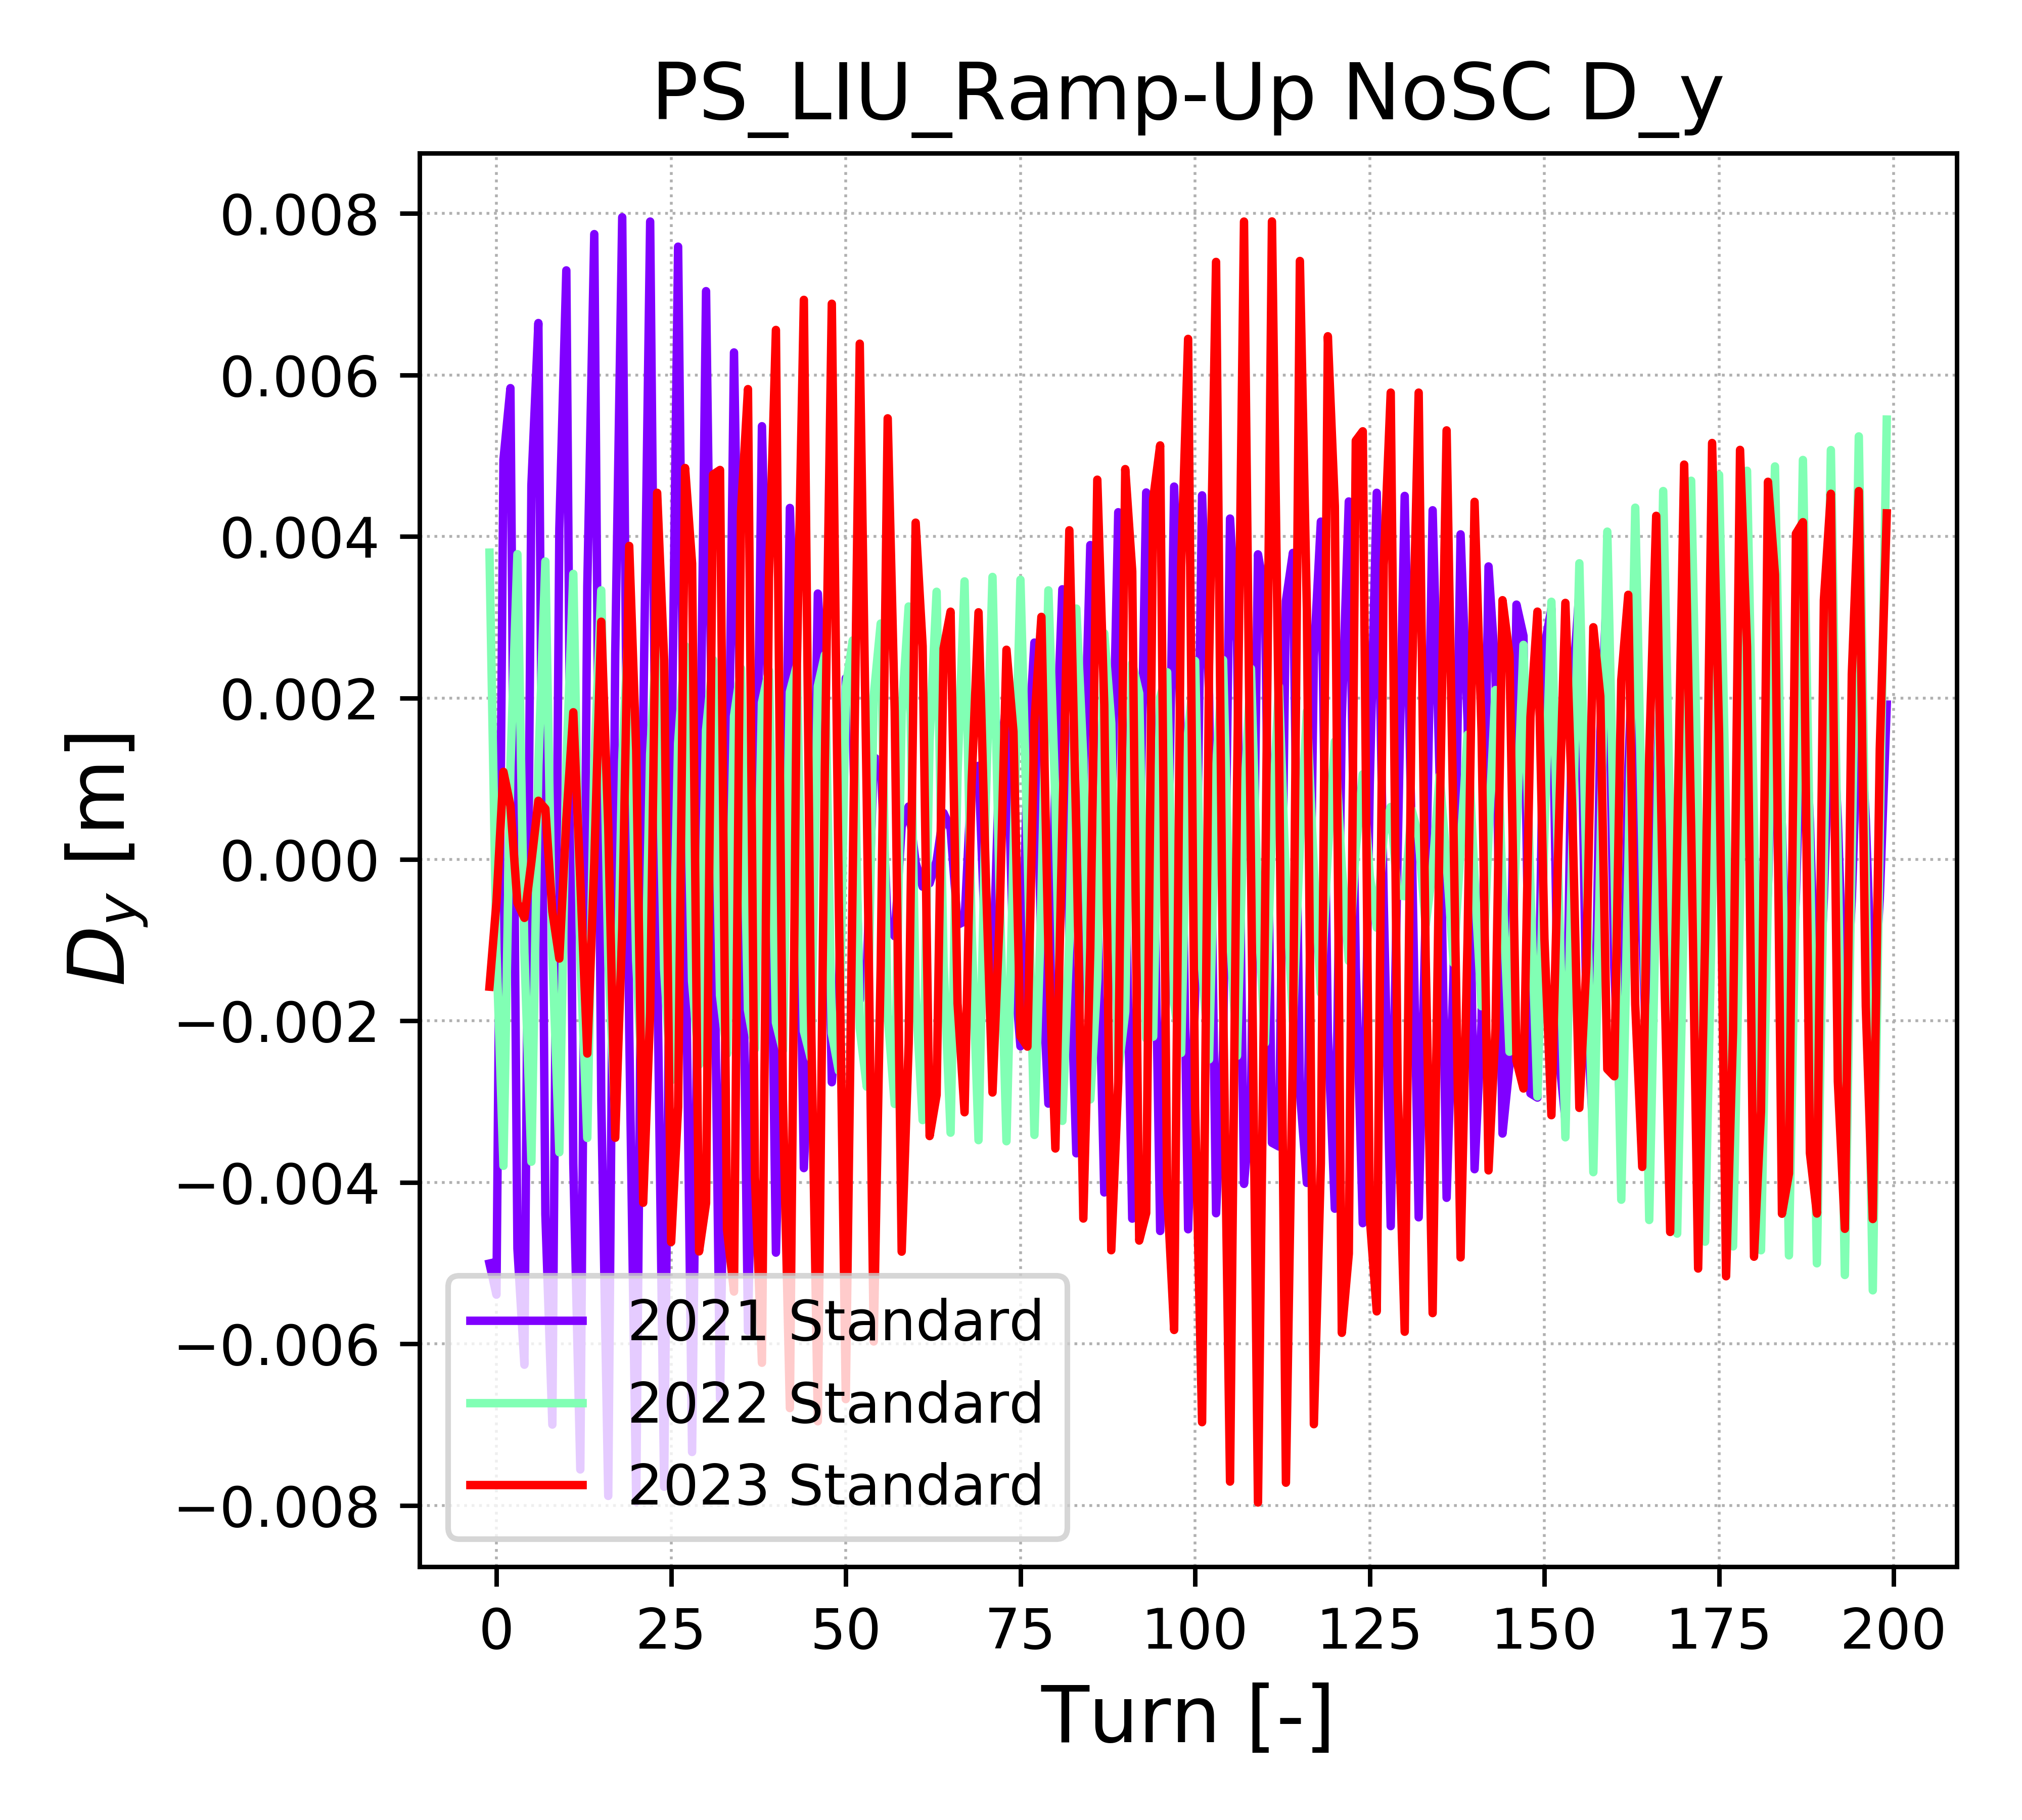 PS_LIU_Ramp-Up NoSC D_y
0.008
0.006
0.004
0.002
0.000
−0.002
−0.004
−0.006
−0.008
D_y [m]
2021 Standard
2022 Standard
2023 Standard
0 25 50 75 100 125 150 175 200
Turn [-]